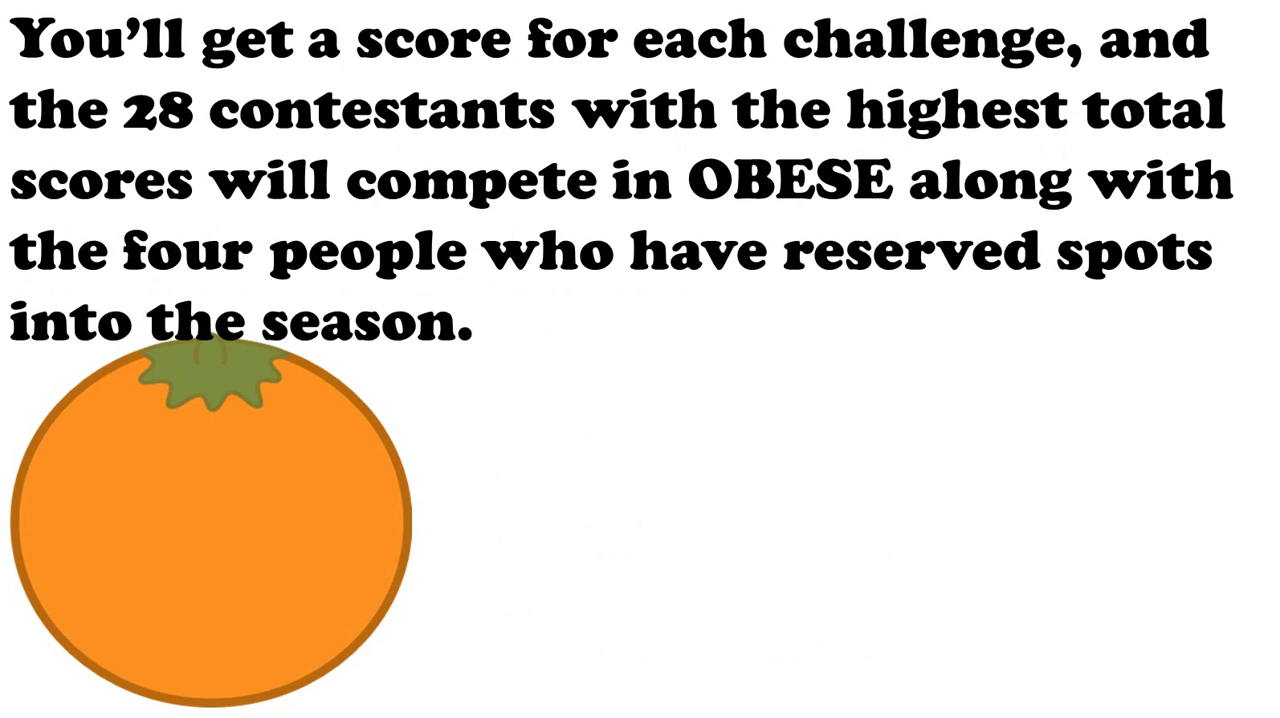 You’ll get a score for each challenge, and
the 28 contestants with the highest total
scores will compete in OBESE along with
the four people who have reserved spots
into the season.